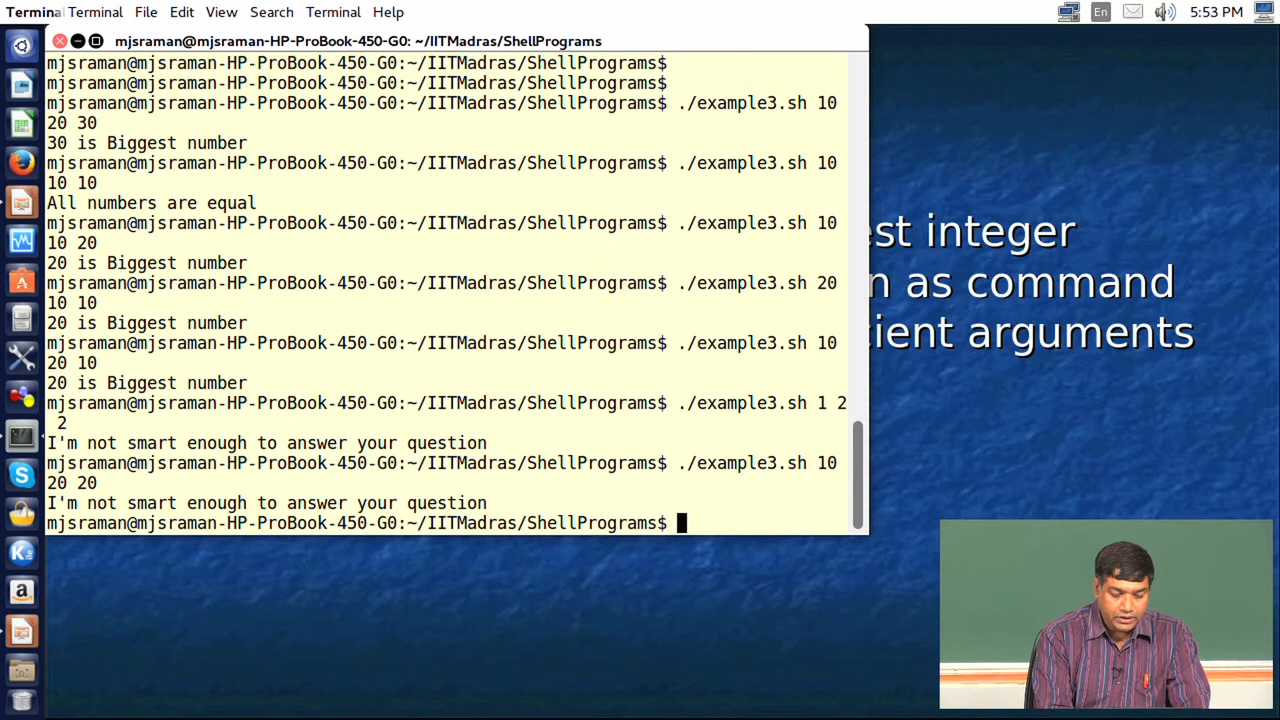 Terminal Terminal File Edit View Search Terminal Help En 5:53 PM
mjsraman@mjsraman-HP-ProBook-450-G0: ~/IITMadras/ShellPrograms
mjsraman@mjsraman-HP-ProBook-450-G0:~/IITMadras/ShellPrograms$
mjsraman@mjsraman-HP-ProBook-450-G0:~/IITMadras/ShellPrograms$
mjsraman@mjsraman-HP-ProBook-450-G0:~/IITMadras/ShellPrograms$ ./example3.sh 10
20 30
30 is Biggest number
mjsraman@mjsraman-HP-ProBook-450-G0:~/IITMadras/ShellPrograms$ ./example3.sh 10
10 10
All numbers are equal
mjsraman@mjsraman-HP-ProBook-450-G0:~/IITMadras/ShellPrograms$ ./example3.sh 10
10 20
20 is Biggest number
mjsraman@mjsraman-HP-ProBook-450-G0:~/IITMadras/ShellPrograms$ ./example3.sh 20
10 10
20 is Biggest number
mjsraman@mjsraman-HP-ProBook-450-G0:~/IITMadras/ShellPrograms$ ./example3.sh 10
20 10
20 is Biggest number
mjsraman@mjsraman-HP-ProBook-450-G0:~/IITMadras/ShellPrograms$ ./example3.sh 1 2
2
I'm not smart enough to answer your question
mjsraman@mjsraman-HP-ProBook-450-G0:~/IITMadras/ShellPrograms$ ./example3.sh 10
20 20
I'm not smart enough to answer your question
mjsraman@mjsraman-HP-ProBook-450-G0:~/IITMadras/ShellPrograms$
est integer
n as command
cient arguments